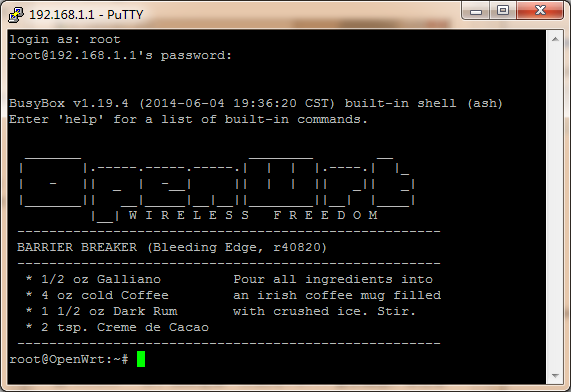 192.168.1.1 - PuTTY
login as: root
root@192.168.1.1's password:
BusyBox v1.19.4 (2014-06-04 19:36:20 CST) built-in shell (ash)
Enter 'help' for a list of built-in commands.
OpenWrt
W I R E L E S S   F R E E D O M
-----------------------------------------------------
BARRIER BREAKER (Bleeding Edge, r40820)
-----------------------------------------------------
* 1/2 oz Galliano         Pour all ingredients into
* 4 oz cold Coffee        an irish coffee mug filled
* 1 1/2 oz Dark Rum       with crushed ice. Stir.
* 2 tsp. Creme de Cacao
-----------------------------------------------------
root@OpenWrt:~#